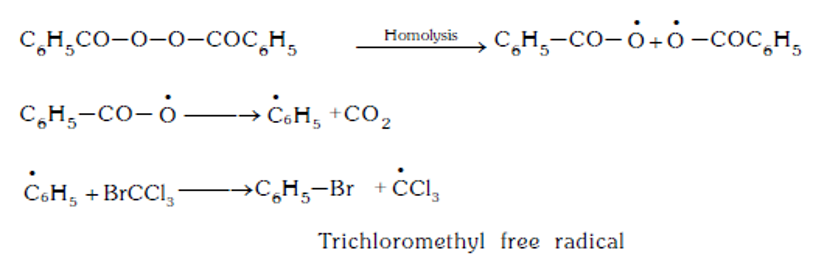 C₆H₅CO–O–O–COC₆H₅ Homolysis → C₆H₅–CO–Ȯ + Ȯ–COC₆H₅
C₆H₅–CO–Ȯ → Ċ₆H₅ + CO₂
Ċ₆H₅ + BrCCl₃ → C₆H₅–Br + ĊCl₃
Trichloromethyl free radical